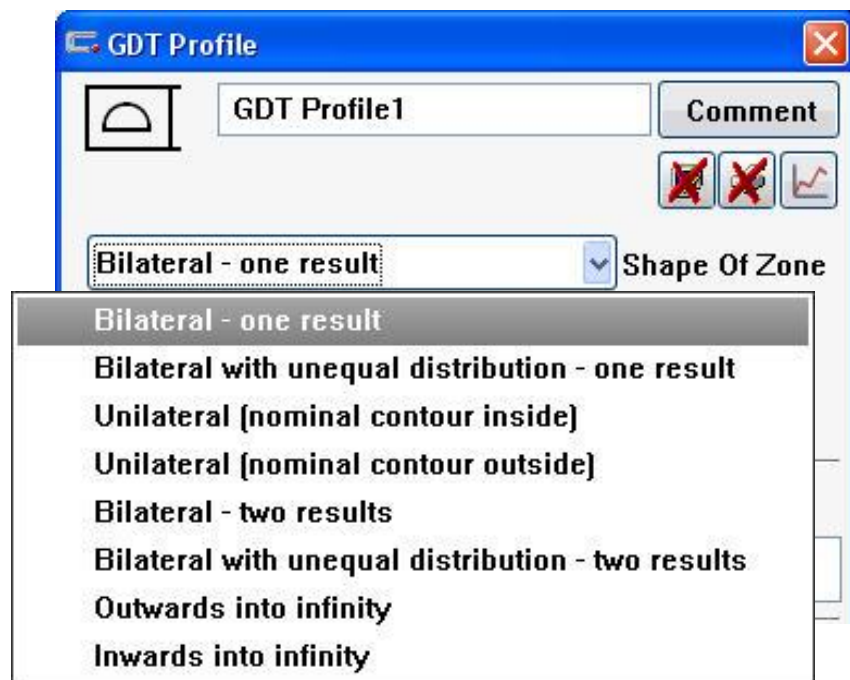 GDT Profile
GDT Profile1
Comment
Bilateral - one result
Shape Of Zone
Bilateral - one result
Bilateral with unequal distribution - one result
Unilateral (nominal contour inside)
Unilateral (nominal contour outside)
Bilateral - two results
Bilateral with unequal distribution - two results
Outwards into infinity
Inwards into infinity